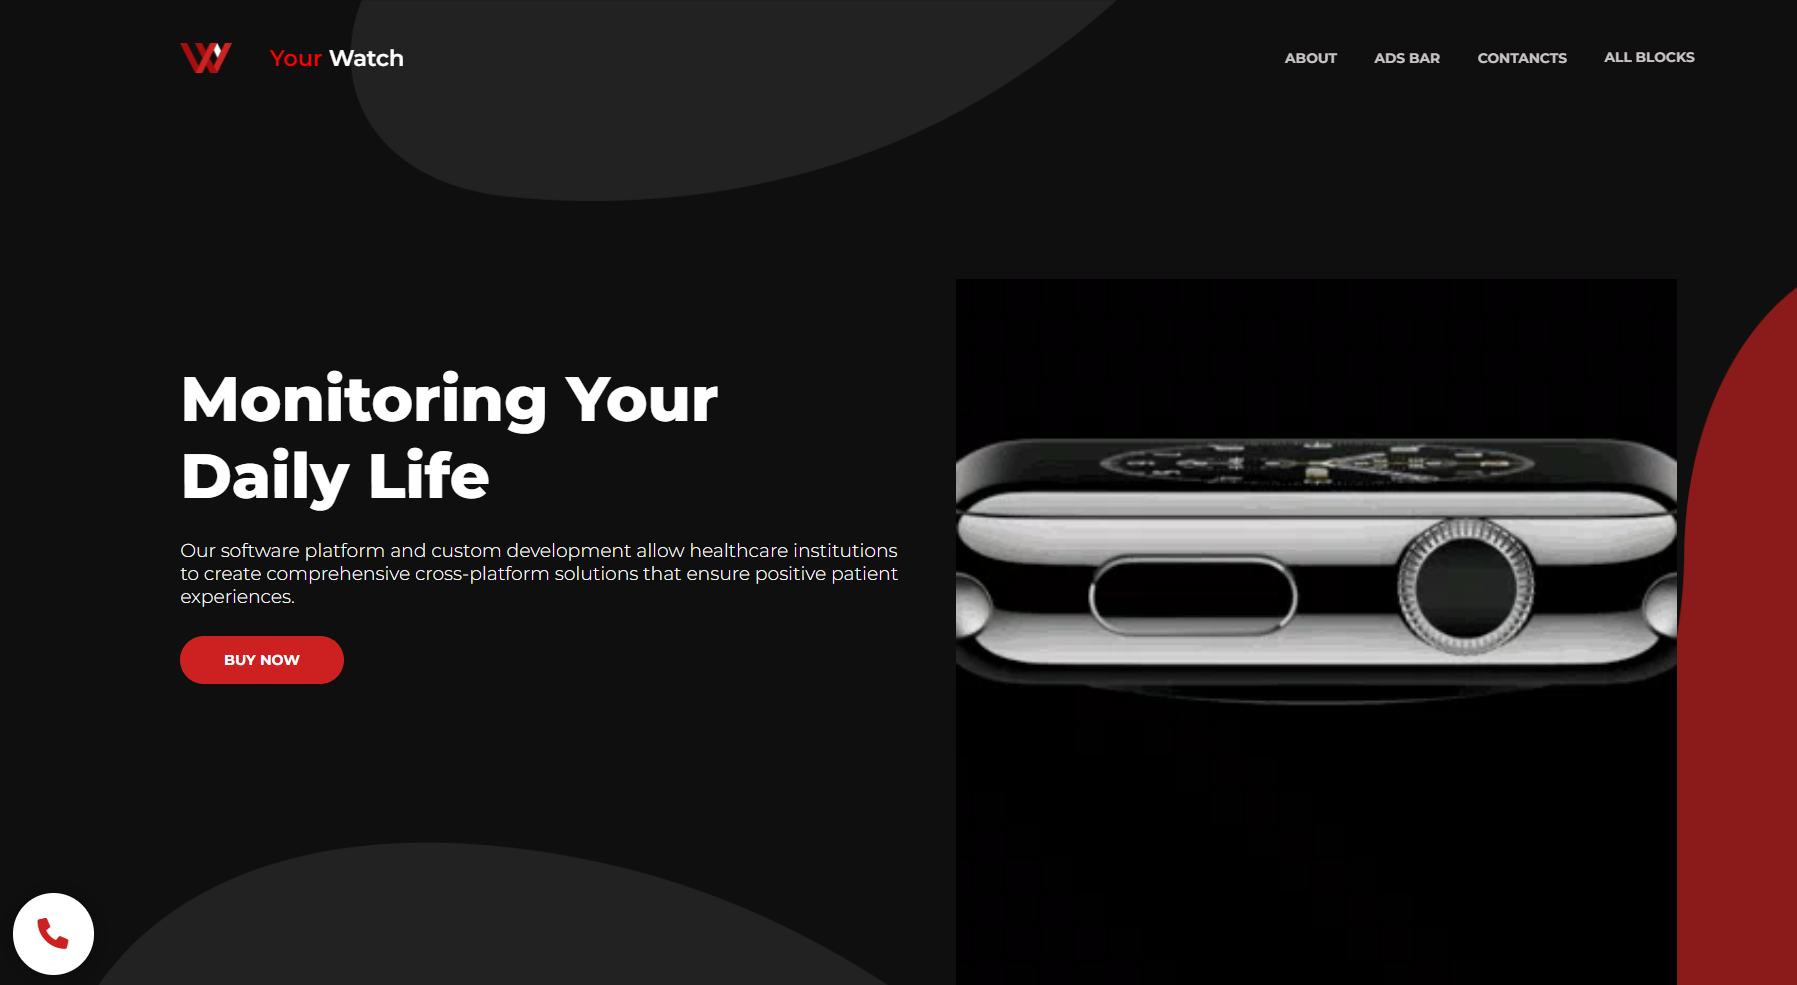 Your Watch
ABOUT
ADS BAR
CONTANCTS
ALL BLOCKS
Monitoring Your
Daily Life
Our software platform and custom development allow healthcare institutions
to create comprehensive cross-platform solutions that ensure positive patient
experiences.
BUY NOW